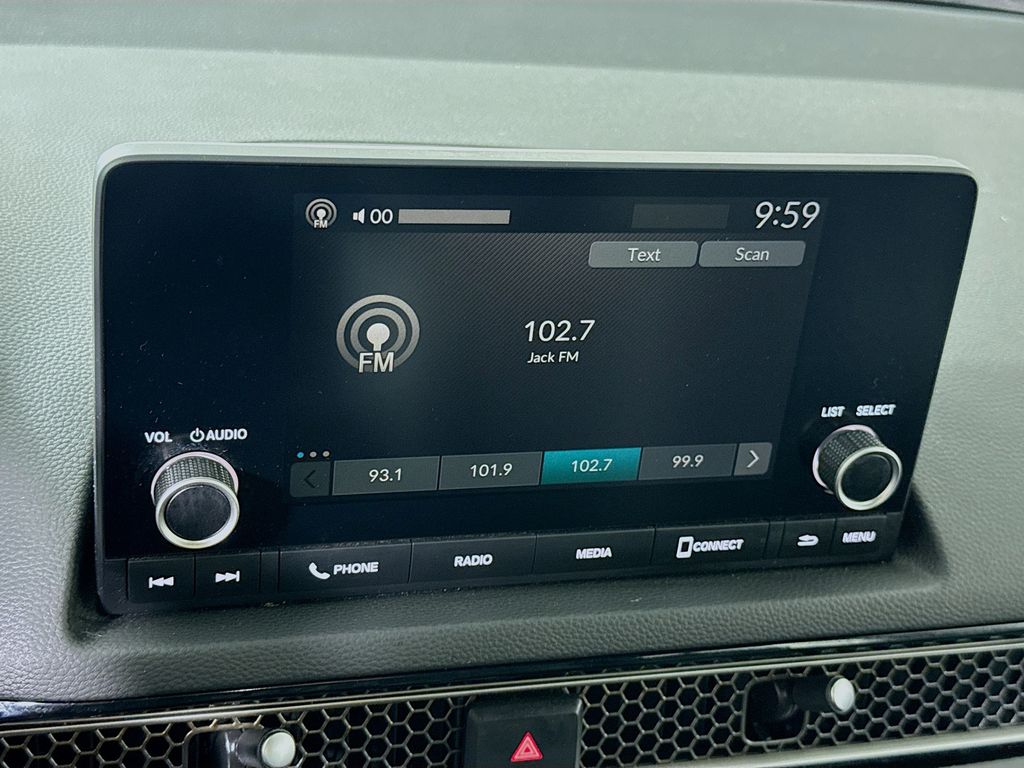 FM 00 9:59
Text Scan
FM
102.7
Jack FM
LIST SELECT
VOL AUDIO
93.1 101.9 102.7 99.9
PHONE RADIO MEDIA CONNECT MENU